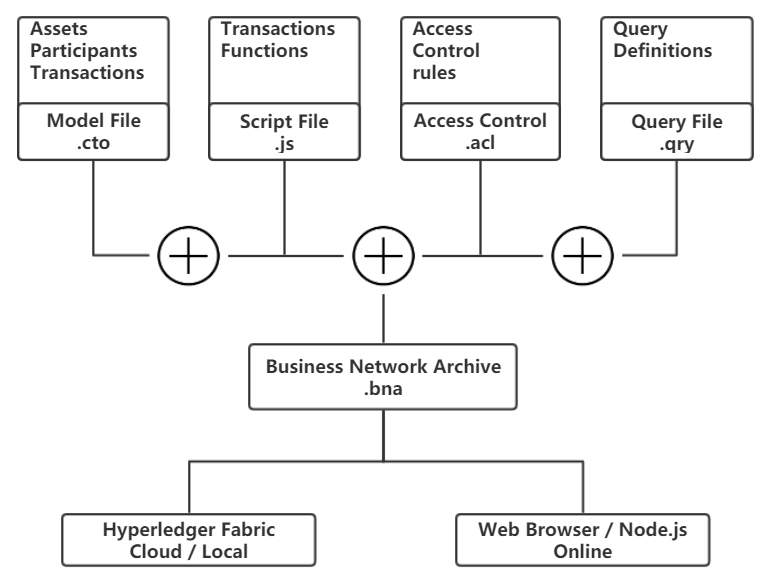 Assets
Participants
Transactions
Model File
.cto
Transactions
Functions
Script File
.js
Access
Control
rules
Access Control
.acl
Query
Definitions
Query File
.qry
Business Network Archive
.bna
Hyperledger Fabric
Cloud / Local
Web Browser / Node.js
Online